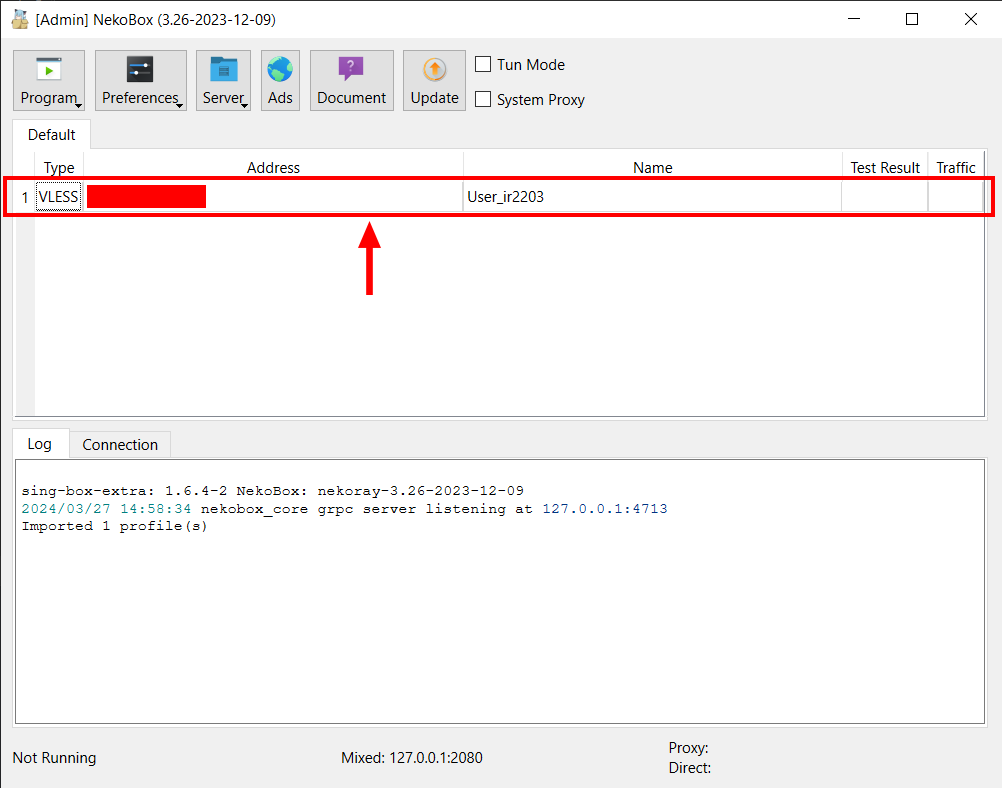 [Admin] NekoBox (3.26-2023-12-09)
Program
Preferences
Server
Ads
Document
Update
Tun Mode
System Proxy
Default
Type Address Name Test Result Traffic
1 VLESS User_ir2203
Log Connection
sing-box-extra: 1.6.4-2 NekoBox: nekoray-3.26-2023-12-09
2024/03/27 14:58:34 nekobox_core grpc server listening at 127.0.0.1:4713
Imported 1 profile(s)
Not Running
Mixed: 127.0.0.1:2080
Proxy:
Direct: